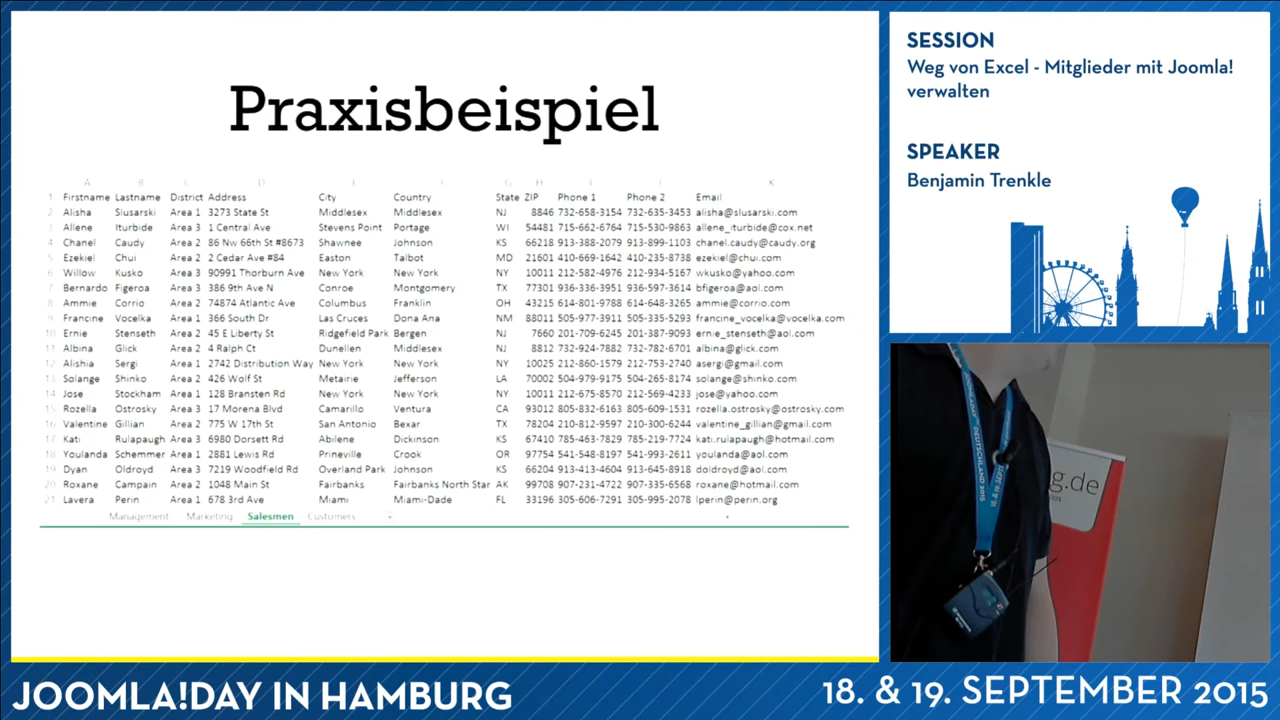 Praxisbeispiel
A B C D E F G H I J K
1 Firstname Lastname District Address City Country State ZIP Phone 1 Phone 2 Email
2 Alisha Slusarski Area 1 3273 State St Middlesex Middlesex NJ 8846 732-658-3154 732-635-3453 alisha@slusarski.com
3 Allene Iturbide Area 3 1 Central Ave Stevens Point Portage WI 54481 715-662-6764 715-530-9863 allene_iturbide@cox.net
4 Chanel Caudy Area 2 86 Nw 66th St #8673 Shawnee Johnson KS 66218 913-388-2079 913-899-1103 chanel.caudy@caudy.org
5 Ezekiel Chui Area 2 2 Cedar Ave #84 Easton Talbot MD 21601 410-669-1642 410-235-8738 ezekiel@chui.com
6 Willow Kusko Area 3 90991 Thorburn Ave New York New York NY 10011 212-582-4976 212-934-5167 wkusko@yahoo.com
7 Bernardo Figeroa Area 3 386 9th Ave N Conroe Montgomery TX 77301 936-336-3951 936-597-3614 bfigeroa@aol.com
8 Ammie Corrio Area 2 74874 Atlantic Ave Columbus Franklin OH 43215 614-801-9788 614-648-3265 ammie@corrio.com
9 Francine Vocelka Area 1 366 South Dr Las Cruces Dona Ana NM 88011 505-977-3911 505-335-5293 francine_vocelka@vocelka.com
10 Ernie Stenseth Area 2 45 E Liberty St Ridgefield Park Bergen NJ 7660 201-709-6245 201-387-9093 ernie_stenseth@aol.com
11 Albina Glick Area 2 4 Ralph Ct Dunellen Middlesex NJ 8812 732-924-7882 732-782-6701 albina@glick.com
12 Alishia Sergi Area 1 2742 Distribution Way New York New York NY 10025 212-860-1579 212-753-2740 asergi@gmail.com
13 Solange Shinko Area 2 426 Wolf St Metairie Jefferson LA 70002 504-979-9175 504-265-8174 solange@shinko.com
14 Jose Stockham Area 1 128 Bransten Rd New York New York NY 10011 212-675-8570 212-569-4233 jose@yahoo.com
15 Rozella Ostrosky Area 3 17 Morena Blvd Camarillo Ventura CA 93012 805-832-6163 805-609-1531 rozella.ostrosky@ostrosky.com
16 Valentine Gillian Area 2 775 W 17th St San Antonio Bexar TX 78204 210-812-9597 210-300-6244 valentine_gillian@gmail.com
17 Kati Rulapaugh Area 3 6980 Dorsett Rd Abilene Dickinson KS 67410 785-463-7829 785-219-7724 kati.rulapaugh@hotmail.com
18 Youlanda Schemmer Area 1 2881 Lewis Rd Prineville Crook OR 97754 541-548-8197 541-993-2611 youlanda@aol.com
19 Dyan Oldroyd Area 3 7219 Woodfield Rd Overland Park Johnson KS 66204 913-413-4604 913-645-8918 doldroyd@aol.com
20 Roxane Campain Area 2 1048 Main St Fairbanks Fairbanks North Star AK 99708 907-231-4722 907-335-6568 roxane@hotmail.com
21 Lavera Perin Area 1 678 3rd Ave Miami Miami-Dade FL 33196 305-606-7291 305-995-2078 lperin@perin.org
Management Marketing Salesmen Customers +
SESSION
Weg von Excel - Mitglieder mit Joomla!
verwalten
SPEAKER
Benjamin Trenkle
g.de
JOOMLA!DAY IN HAMBURG
18. & 19. SEPTEMBER 2015